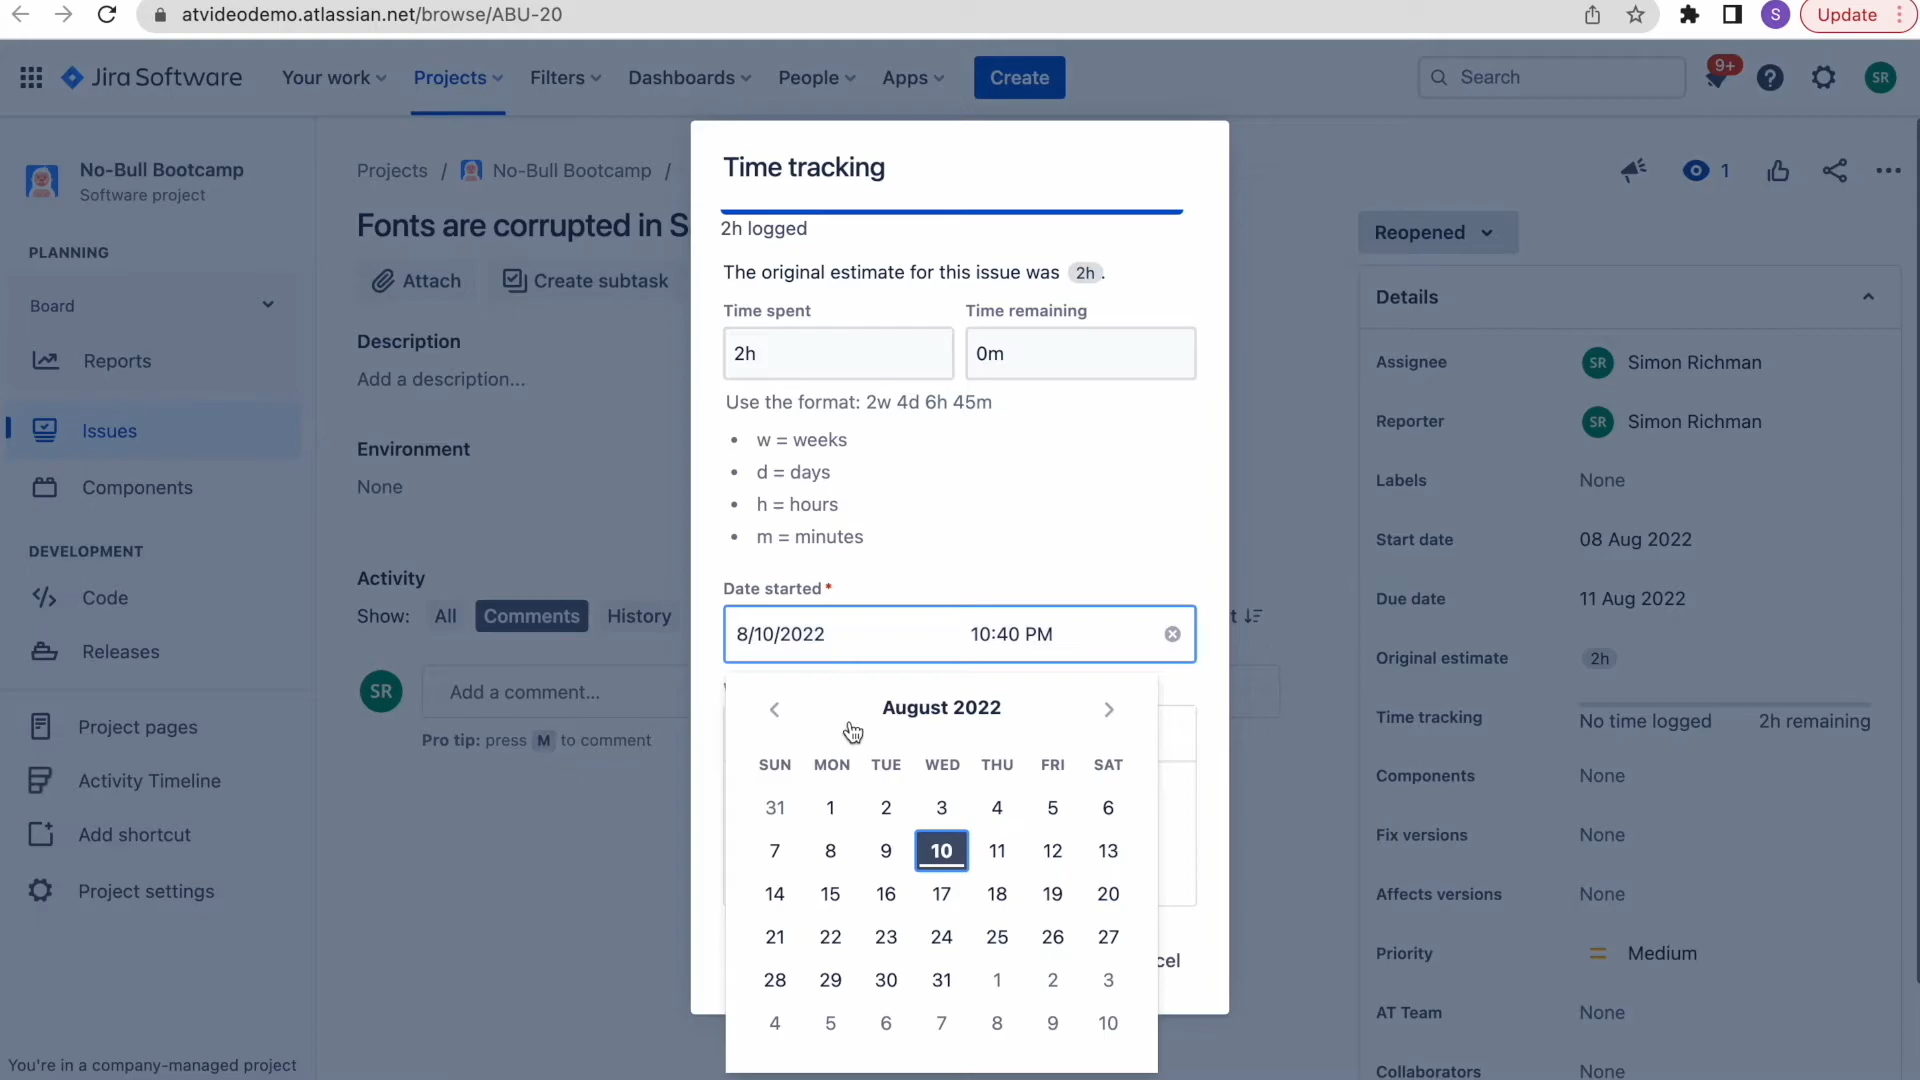 atvideodemo.atlassian.net/browse/ABU-20
S
Update
Jira Software
Your work
Projects
Filters
Dashboards
People
Apps
Create
Search
9+
SR
No-Bull Bootcamp
Software project
PLANNING
Board
Reports
Issues
Components
DEVELOPMENT
Code
Releases
Project pages
Activity Timeline
Add shortcut
Project settings
You're in a company-managed project
Projects / No-Bull Bootcamp /
Fonts are corrupted in S
Attach
Create subtask
Description
Add a description...
Environment
None
Activity
Show: All Comments History
SR
Add a comment...
Pro tip: press M to comment
Time tracking
2h logged
The original estimate for this issue was 2h.
Time spent
Time remaining
2h
0m
Use the format: 2w 4d 6h 45m
• w = weeks
• d = days
• h = hours
• m = minutes
Date started*
8/10/2022 10:40 PM
August 2022
SUN MON TUE WED THU FRI SAT
31 1 2 3 4 5 6
7 8 9 10 11 12 13
14 15 16 17 18 19 20
21 22 23 24 25 26 27
28 29 30 31 1 2 3
4 5 6 7 8 9 10
cel
1
Reopened
Details
Assignee SR Simon Richman
Reporter SR Simon Richman
Labels None
Start date 08 Aug 2022
Due date 11 Aug 2022
Original estimate 2h
Time tracking No time logged 2h remaining
Components None
Fix versions None
Affects versions None
Priority Medium
AT Team None
Collaborators None